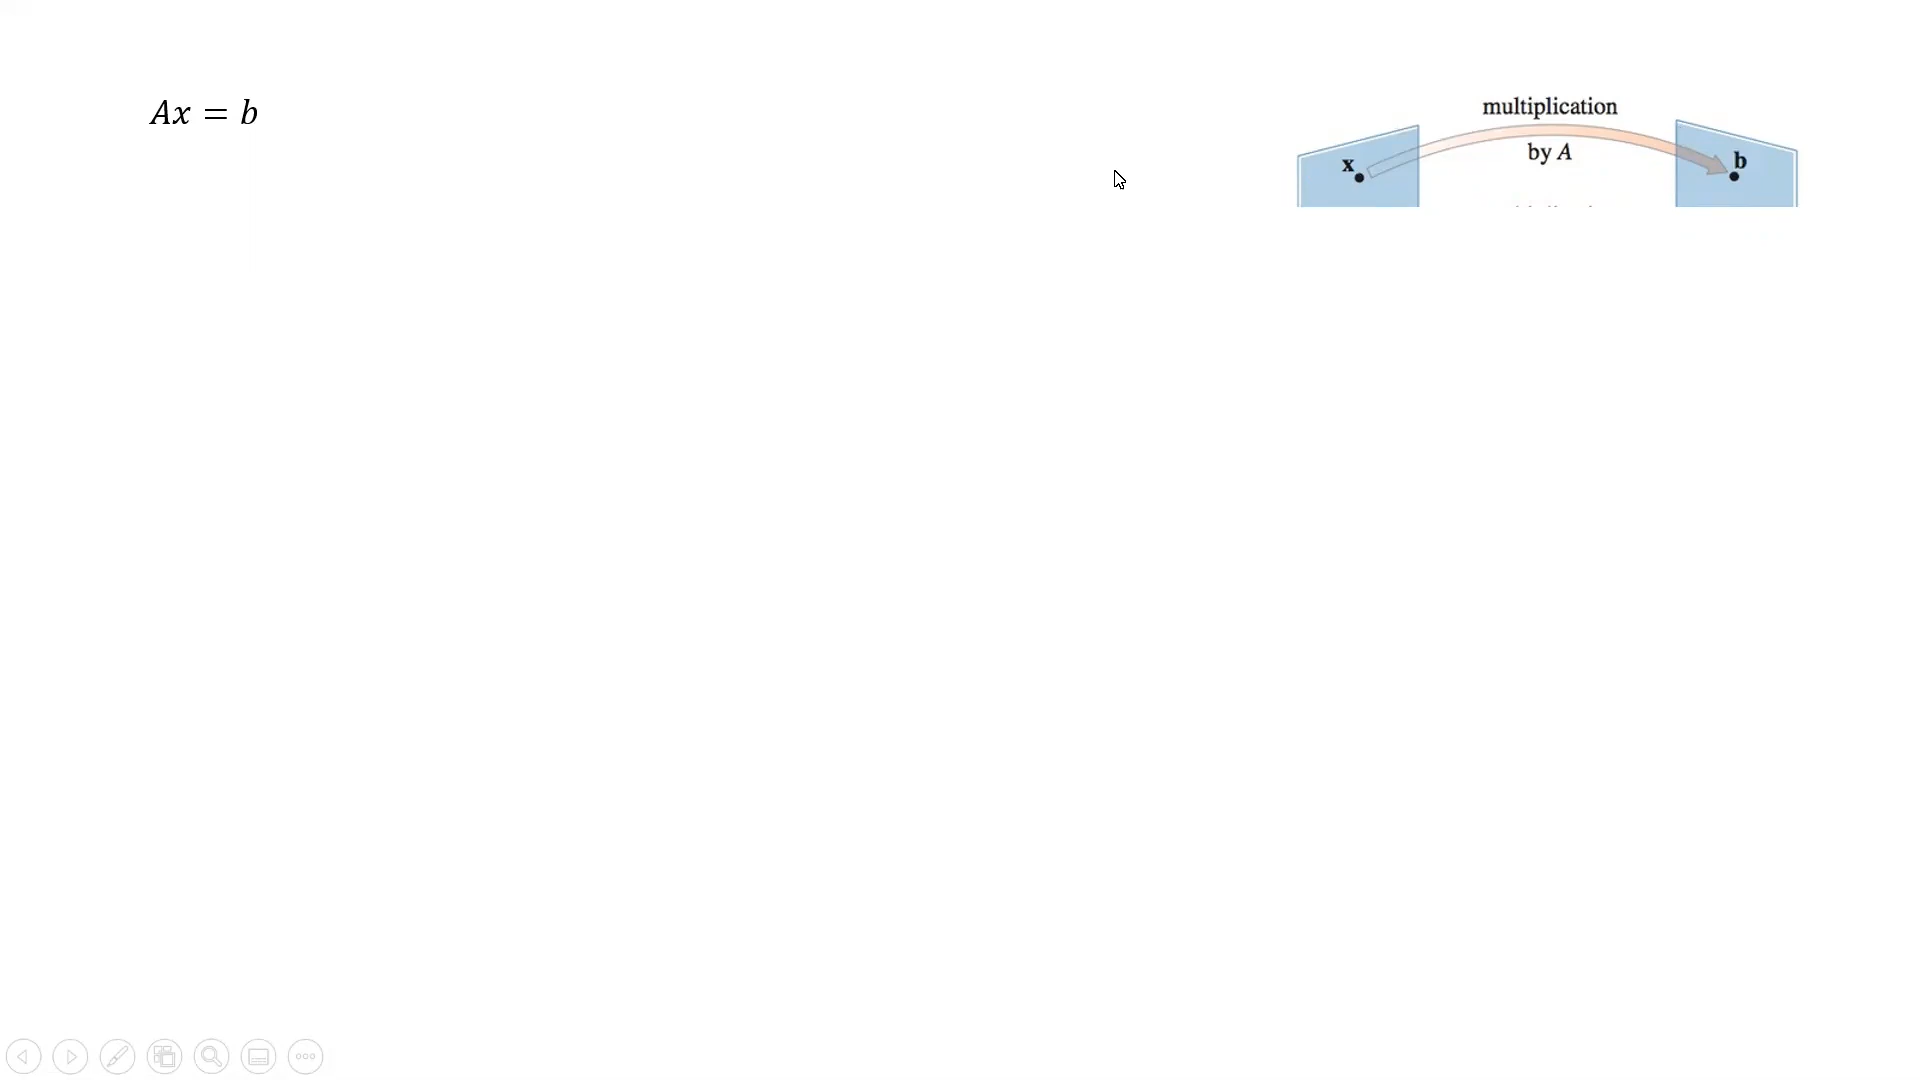 Ax = b
multiplication
by A
x
b